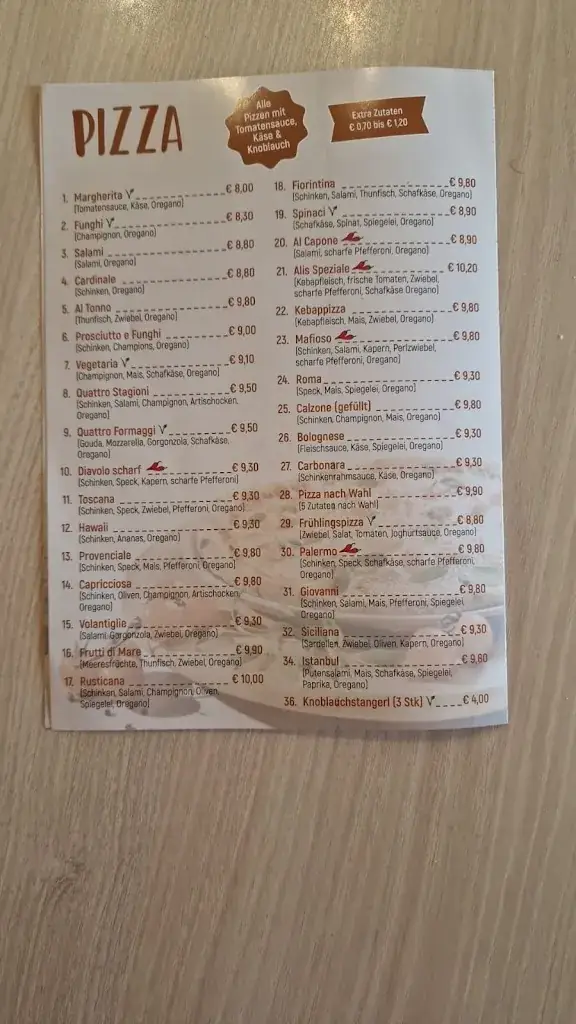 PIZZA
Alle
Pizzen mit
Tomatensauce,
Käse &
Knoblauch
Extra Zutaten
€ 0,70 bis € 1,20
1. Margherita V € 8,00
(Tomatensauce, Käse, Oregano)
2. Funghi V € 8,30
(Champignon, Oregano)
3. Salami € 8,80
(Salami, Oregano)
4. Cardinale € 8,80
(Schinken, Oregano)
5. Al Tonno € 9,80
(Thunfisch, Zwiebel, Oregano)
6. Prosciutto e Funghi € 9,00
(Schinken, Champions, Oregano)
7. Vegetaria V € 9,10
(Champignon, Mais, Schafkäse, Oregano)
8. Quattro Stagioni € 9,50
(Schinken, Salami, Champignon, Artischocken,
Oregano)
9. Quattro Formaggi V € 9,50
(Gouda, Mozzarella, Gorgonzola, Schafkäse,
Oregano)
10. Diavolo scharf € 9,30
(Schinken, Speck, Kapern, scharfe Pfefferoni)
11. Toscana € 9,30
(Schinken, Speck, Zwiebel, Pfefferoni, Oregano)
12. Hawaii € 9,30
(Schinken, Ananas, Oregano)
13. Provenciale € 9,80
(Schinken, Speck, Mais, Pfefferoni, Oregano)
14. Capricciosa € 9,80
(Schinken, Oliven, Champignon, Artischocken,
Oregano)
15. Volantiglie € 9,30
(Salami, Gorgonzola, Zwiebel, Oregano)
16. Frutti di Mare € 9,90
(Meeresfrüchte, Thunfisch, Zwiebel, Oregano)
17. Rusticana € 10,00
(Schinken, Salami, Champignon, Oliven,
Spiegelei, Oregano)
18. Fiorintina € 9,80
(Schinken, Salami, Thunfisch, Schafkäse, Oregano)
19. Spinaci V € 8,90
(Schafkäse, Spinat, Spiegelei, Oregano)
20. Al Capone € 8,90
(Salami, scharfe Pfefferoni, Oregano)
21. Alis Speziale € 10,20
(Kebapfleisch, frische Tomaten, Zwiebel,
scharfe Pfefferoni, Schafkäse Oregano)
22. Kebappizza € 9,80
(Kebapfleisch, Mais, Zwiebel, Oregano)
23. Mafioso € 9,80
(Schinken, Salami, Kapern, Perlzwiebel,
scharfe Pfefferoni, Oregano)
24. Roma € 9,30
(Speck, Mais, Spiegelei, Oregano)
25. Calzone (gefüllt) € 9,80
(Schinken, Champignon, Mais, Oregano)
26. Bolognese € 9,30
(Fleischsauce, Käse, Spiegelei, Oregano)
27. Carbonara € 9,30
(Schinkenrahmsauce, Käse, Oregano)
28. Pizza nach Wahl € 9,90
(5 Zutaten nach Wahl)
29. Frühlingspizza V € 8,80
(Zwiebel, Salat, Tomaten, Joghurtsauce, Oregano)
30. Palermo € 9,80
(Schinken, Speck, Schafkäse, scharfe Pfefferoni,
Oregano)
31. Giovanni € 9,80
(Schinken, Salami, Mais, Pfefferoni, Spiegelei,
Oregano)
32. Siciliana € 9,30
(Sardellen, Zwiebel, Oliven, Kapern, Oregano)
34. Istanbul € 9,80
(Putensalami, Mais, Schafkäse, Spiegelei,
Paprika, Oregano)
36. Knoblauchstangerl (3 Stk) V € 4,00